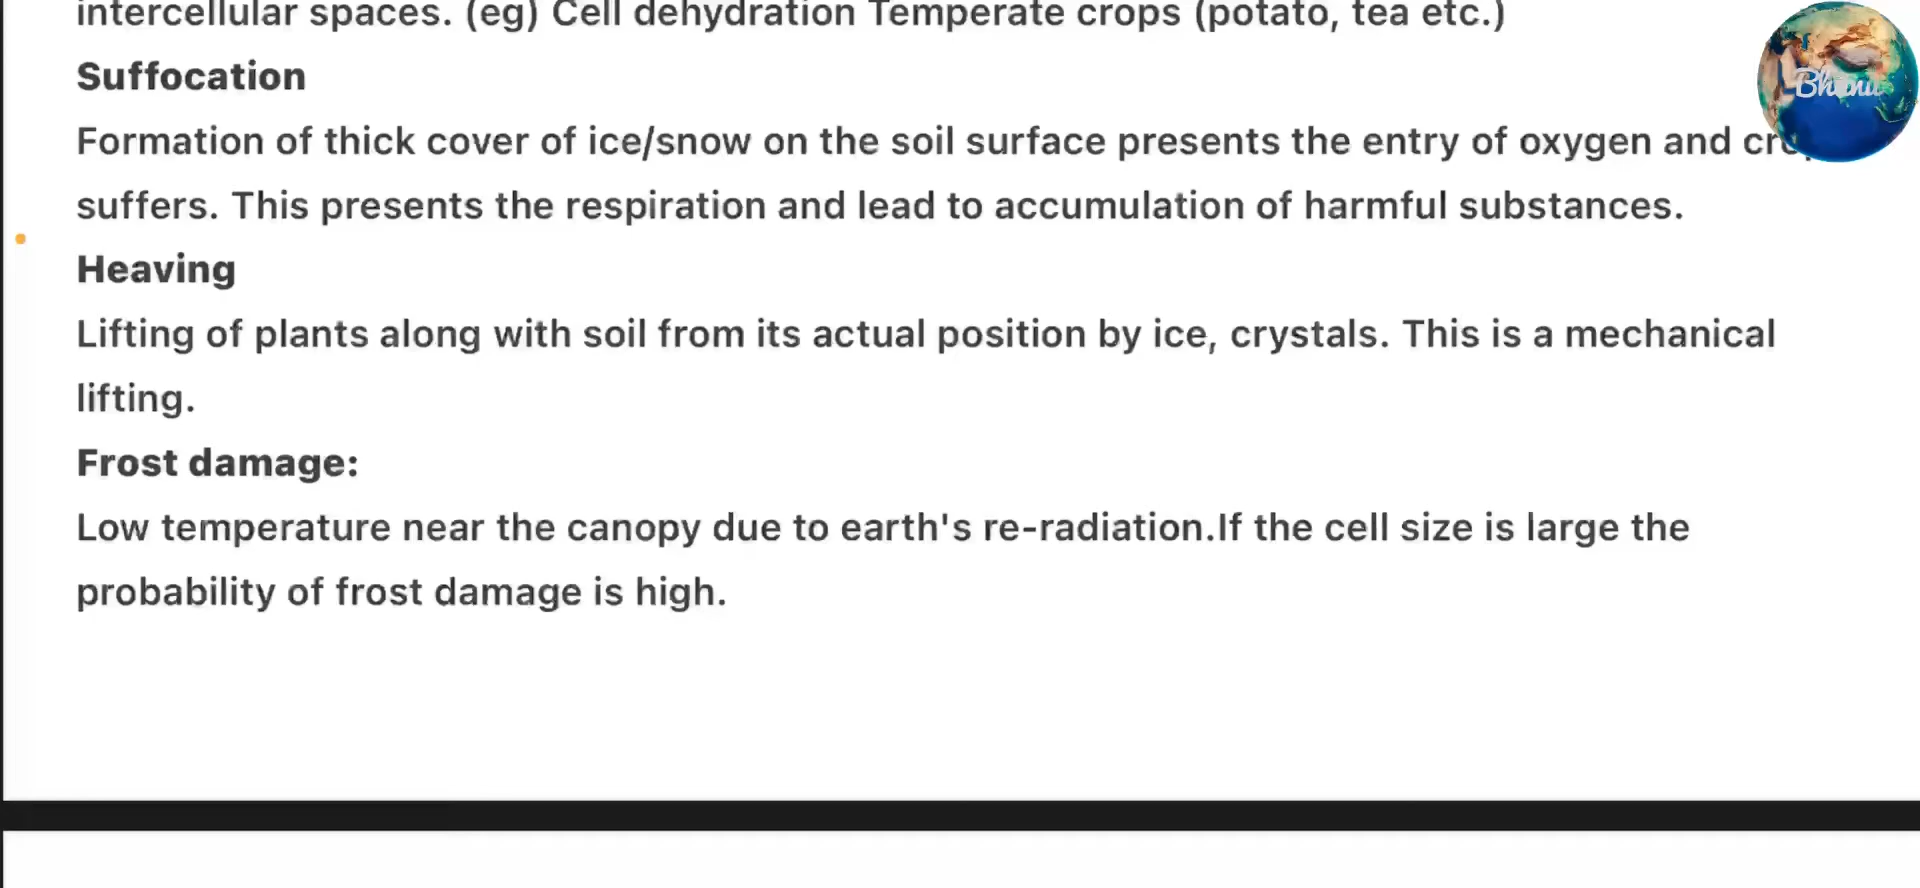 intercellular spaces. (eg) Cell dehydration Temperate crops (potato, tea etc.)
Suffocation
Formation of thick cover of ice/snow on the soil surface presents the entry of oxygen and
suffers. This presents the respiration and lead to accumulation of harmful substances.
Heaving
Lifting of plants along with soil from its actual position by ice, crystals. This is a mechanical
lifting.
Frost damage:
Low temperature near the canopy due to earth's re-radiation.If the cell size is large the
probability of frost damage is high.
Bhanu